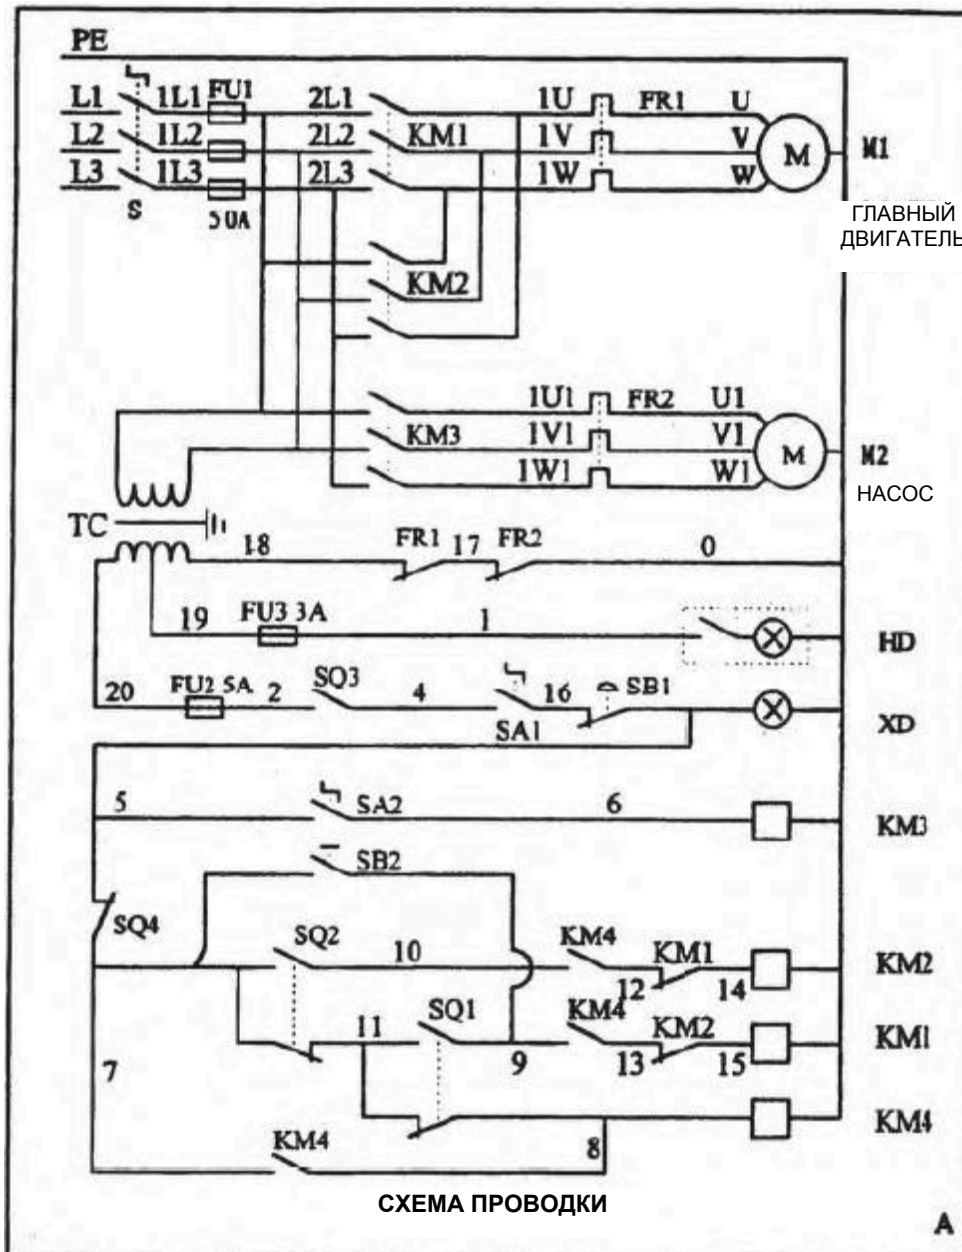 PE
L1 1L1 FU1 2L1 1U FR1 U
L2 1L2 2L2 KM1 1V V M M1
L3 1L3 2L3 1W W
S 50A
ГЛАВНЫЙ
ДВИГАТЕЛЬ
KM2
1U1 FR2 U1
KM3 1V1 V1 M M2
1W1 W1
НАСОС
TC
18 FR1 17 FR2 0
19 FU3 3A 1 HD
20 FU2 5A 2 SQ3 4 16 SB1 XD
SA1
5 SA2 6 KM3
SB2
SQ4
SQ2 10 KM4 KM1 KM2
12 14
11 SQ1 KM4 KM2 KM1
7 9 13 15
KM4
KM4 8
СХЕМА ПРОВОДКИ
A